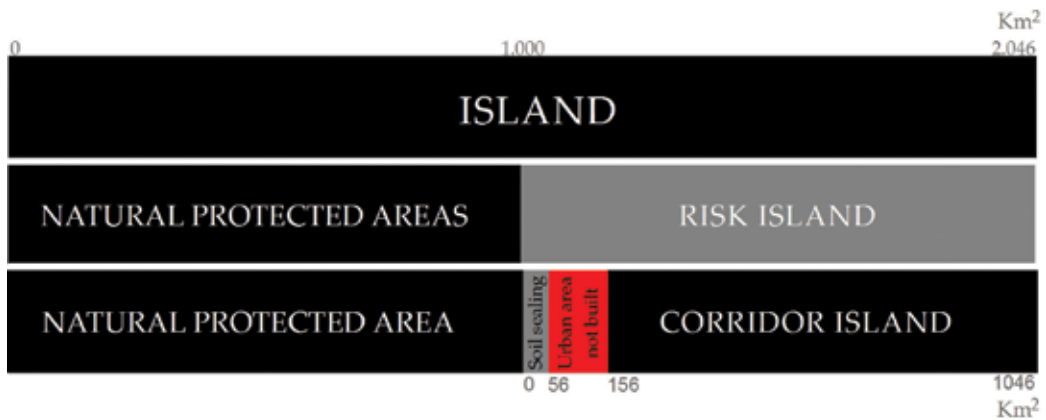 Km²
0 1.000 2.046
ISLAND
NATURAL PROTECTED AREAS RISK ISLAND
NATURAL PROTECTED AREA Soil scaling Urban area not built CORRIDOR ISLAND
0 56 156 1046
Km²